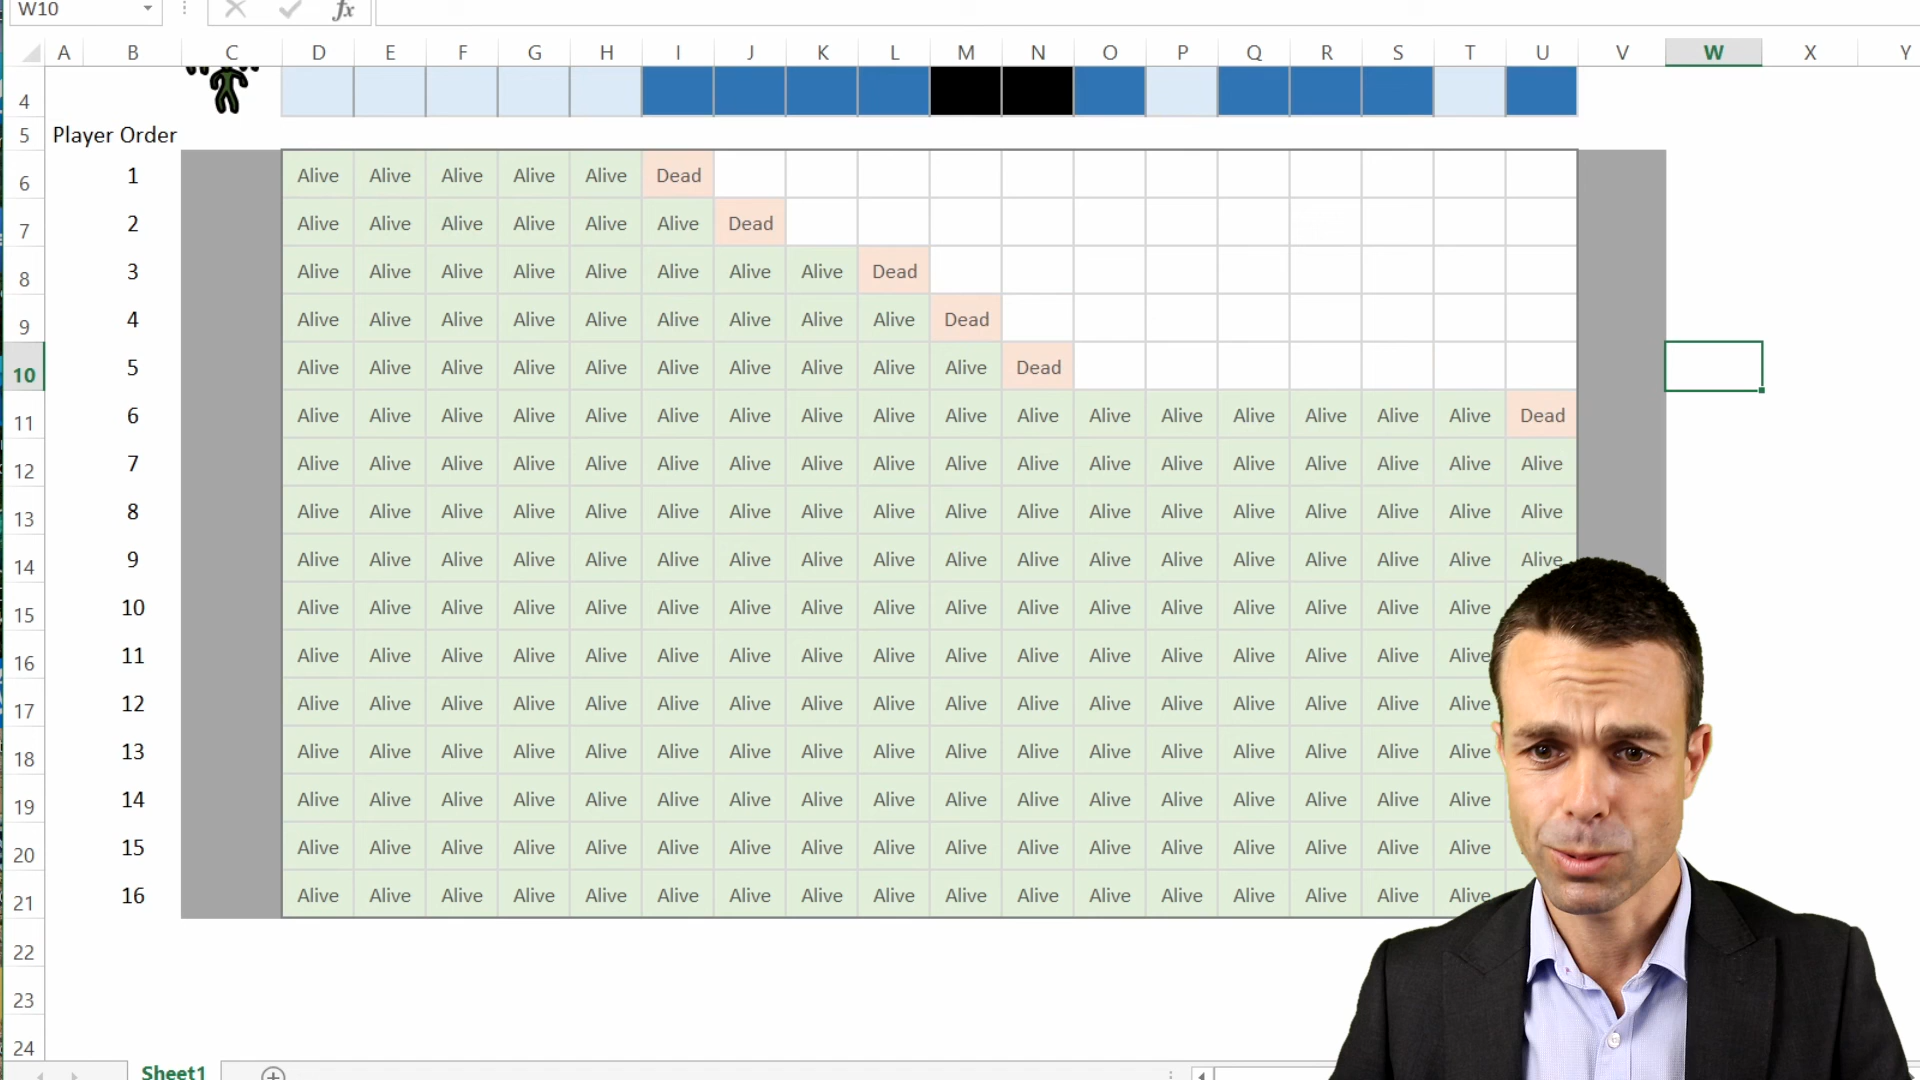 W10 fx
A B C D E F G H I J K L M N O P Q R S T U V W X Y
4
5 Player Order
6 1 Alive Alive Alive Alive Alive Dead
7 2 Alive Alive Alive Alive Alive Alive Dead
8 3 Alive Alive Alive Alive Alive Alive Alive Alive Dead
9 4 Alive Alive Alive Alive Alive Alive Alive Alive Alive Dead
10 5 Alive Alive Alive Alive Alive Alive Alive Alive Alive Alive Dead
11 6 Alive Alive Alive Alive Alive Alive Alive Alive Alive Alive Alive Alive Alive Alive Alive Alive Alive Dead
12 7 Alive Alive Alive Alive Alive Alive Alive Alive Alive Alive Alive Alive Alive Alive Alive Alive Alive Alive
13 8 Alive Alive Alive Alive Alive Alive Alive Alive Alive Alive Alive Alive Alive Alive Alive Alive Alive Alive
14 9 Alive Alive Alive Alive Alive Alive Alive Alive Alive Alive Alive Alive Alive Alive Alive Alive Alive Alive
15 10 Alive Alive Alive Alive Alive Alive Alive Alive Alive Alive Alive Alive Alive Alive Alive Alive Alive
16 11 Alive Alive Alive Alive Alive Alive Alive Alive Alive Alive Alive Alive Alive Alive Alive Alive Alive
17 12 Alive Alive Alive Alive Alive Alive Alive Alive Alive Alive Alive Alive Alive Alive Alive Alive Alive
18 13 Alive Alive Alive Alive Alive Alive Alive Alive Alive Alive Alive Alive Alive Alive Alive Alive Alive
19 14 Alive Alive Alive Alive Alive Alive Alive Alive Alive Alive Alive Alive Alive Alive Alive Alive Alive
20 15 Alive Alive Alive Alive Alive Alive Alive Alive Alive Alive Alive Alive Alive Alive Alive Alive Alive
21 16 Alive Alive Alive Alive Alive Alive Alive Alive Alive Alive Alive Alive Alive Alive Alive Alive Alive
22
23
24
Sheet1